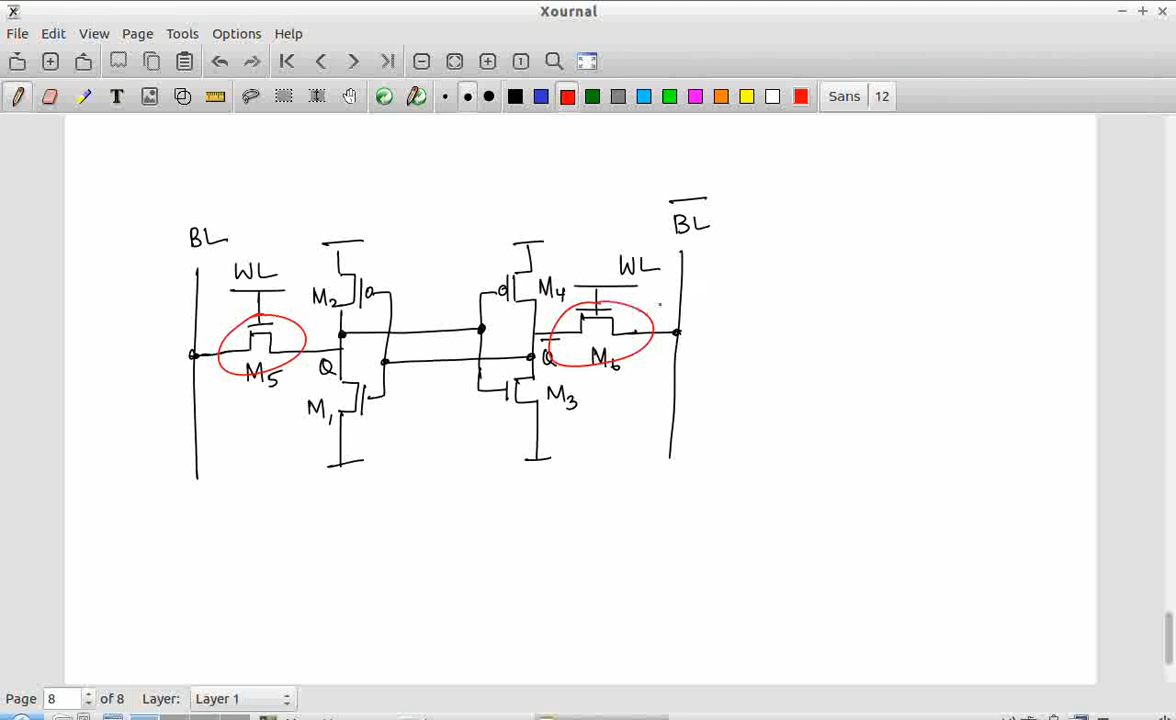 Xournal
File Edit View Page Tools Options Help
Sans 12
BL
BL
WL
WL
M2
M4
Q
Q
M5
M6
M1
M3
Page 8 of 8 Layer: Layer 1